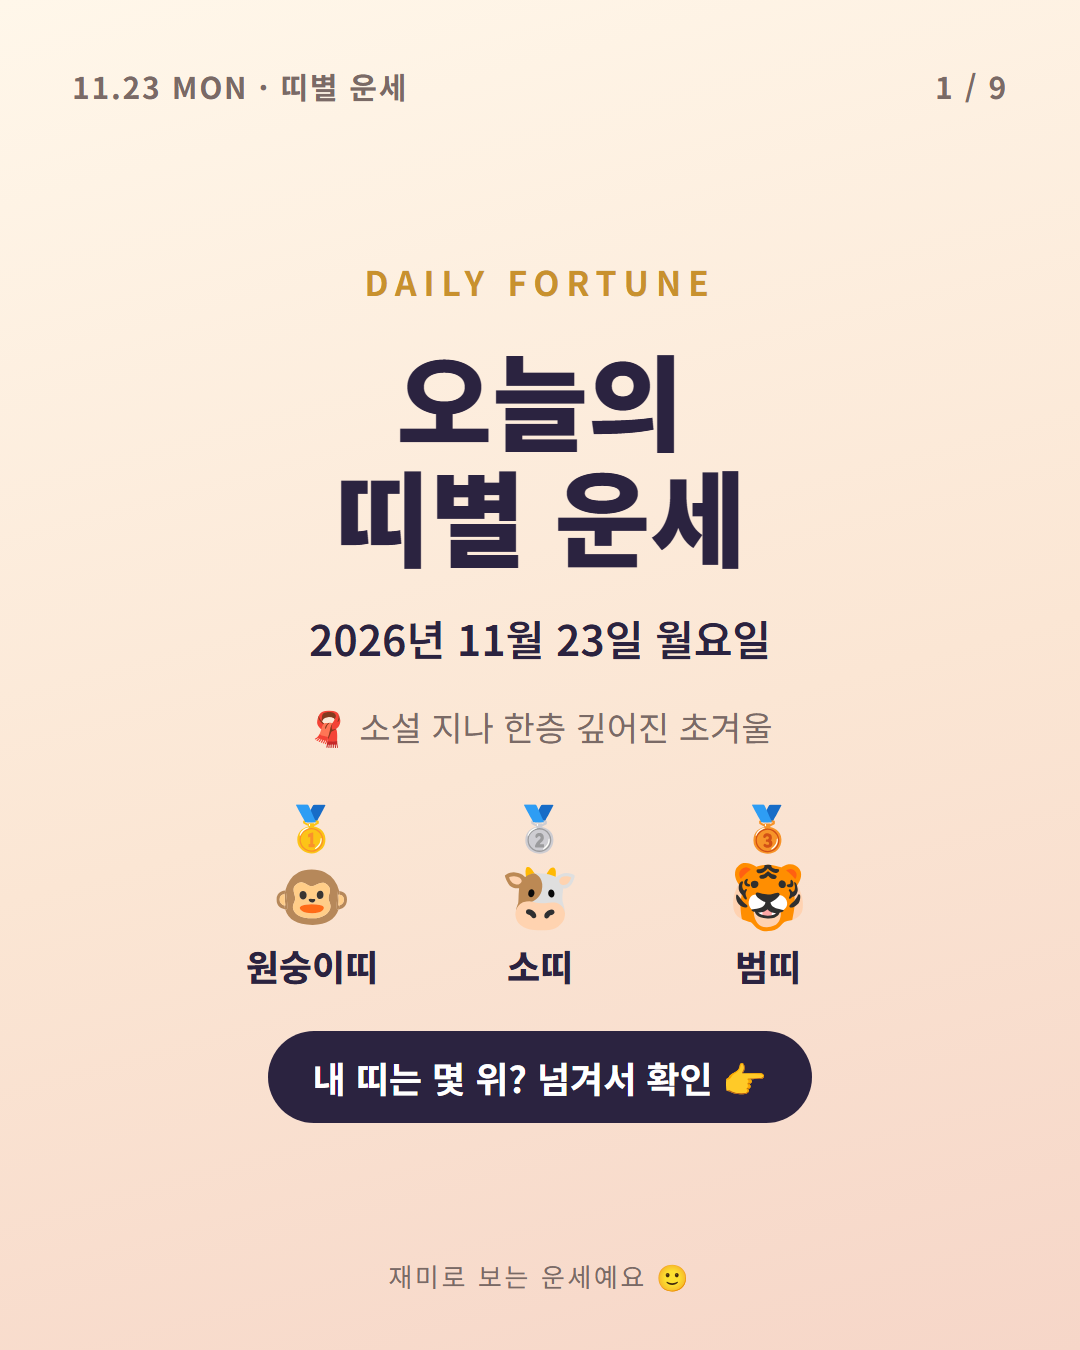 11.23 MON · 띠별 운세
1 / 9
DAILY FORTUNE
오늘의
띠별 운세
2026년 11월 23일 월요일
🧣 소설 지나 한층 깊어진 초겨울
🥇 🥈 🥉
원숭이띠 소띠 범띠
내 띠는 몇 위? 넘겨서 확인 👉
재미로 보는 운세예요 🙂